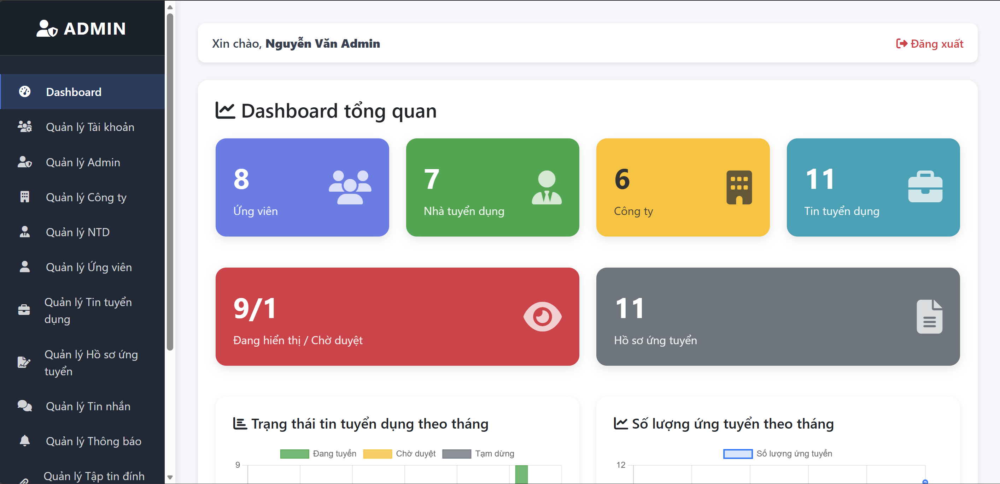 ADMIN
Dashboard
Quản lý Tài khoản
Quản lý Admin
Quản lý Công ty
Quản lý NTD
Quản lý Ứng viên
Quản lý Tin tuyển
dụng
Quản lý Hồ sơ ứng
tuyển
Quản lý Tin nhắn
Quản lý Thông báo
Quản lý Tập tin đính
Xin chào, Nguyễn Văn Admin
Đăng xuất
Dashboard tổng quan
8
Ứng viên
7
Nhà tuyển dụng
6
Công ty
11
Tin tuyển dụng
9/1
Đang hiển thị / Chờ duyệt
11
Hồ sơ ứng tuyển
Trạng thái tin tuyển dụng theo tháng
Đang tuyển Chờ duyệt Tạm dừng
9
Số lượng ứng tuyển theo tháng
Số lượng ứng tuyển
12